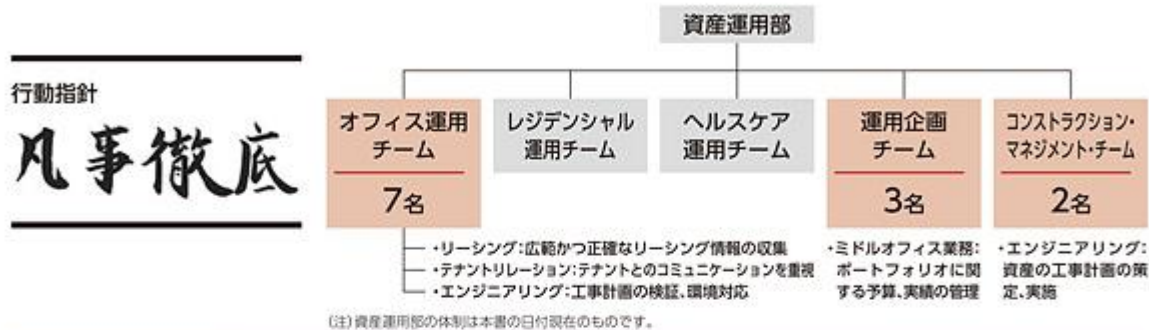 行動指針
凡事徹底
資産運用部
オフィス運用
チーム
7名
レジデンシャル
運用チーム
ヘルスケア
運用チーム
運用企画
チーム
3名
コンストラクション・
マネジメント・チーム
2名
・リーシング：広範かつ正確なリーシング情報の収集
・テナントリレーション：テナントとのコミュニケーションを重視
・エンジニアリング：工事計画の検証、環境対応
・ミドルオフィス業務：
ポートフォリオに関
する予算、実績の管理
・エンジニアリング：
資産の工事計画の策
定、実施
(注)資産運用部の体制は本書の日付現在のものです。